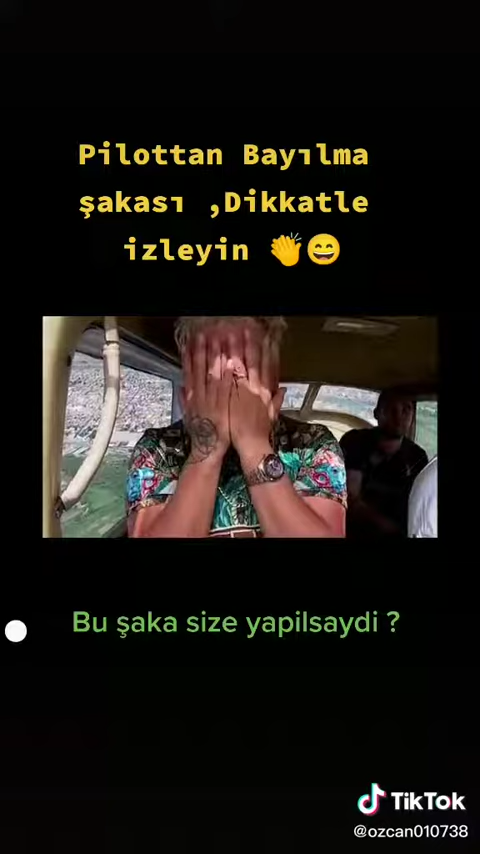 Pilottan Bayılma
şakası ,Dikkatle
izleyin 👏😄
Bu şaka size yapilsaydi ?
TikTok
@ozcan010738